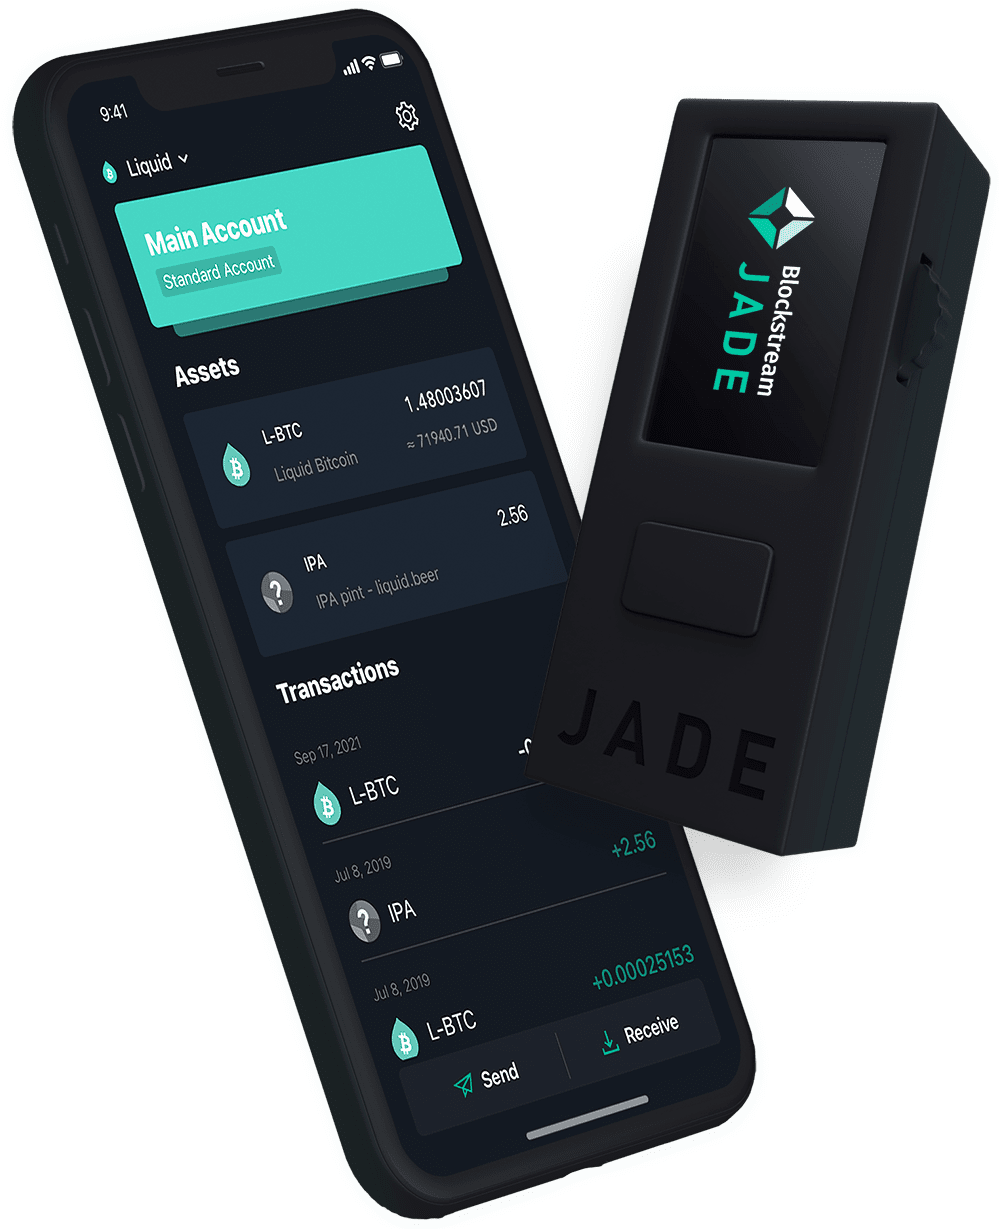 9:41
Liquid
Main Account
Standard Account
Assets
L-BTC
1.48003607
Liquid Bitcoin
≈ 71940.71 USD
IPA
2.56
IPA pint - liquid.beer
Transactions
Sep 17, 2021
L-BTC
Jul 8, 2019
+2.56
IPA
Jul 8, 2019
+0.00025153
L-BTC
Send
Receive
Blockstream
JADE
JADE